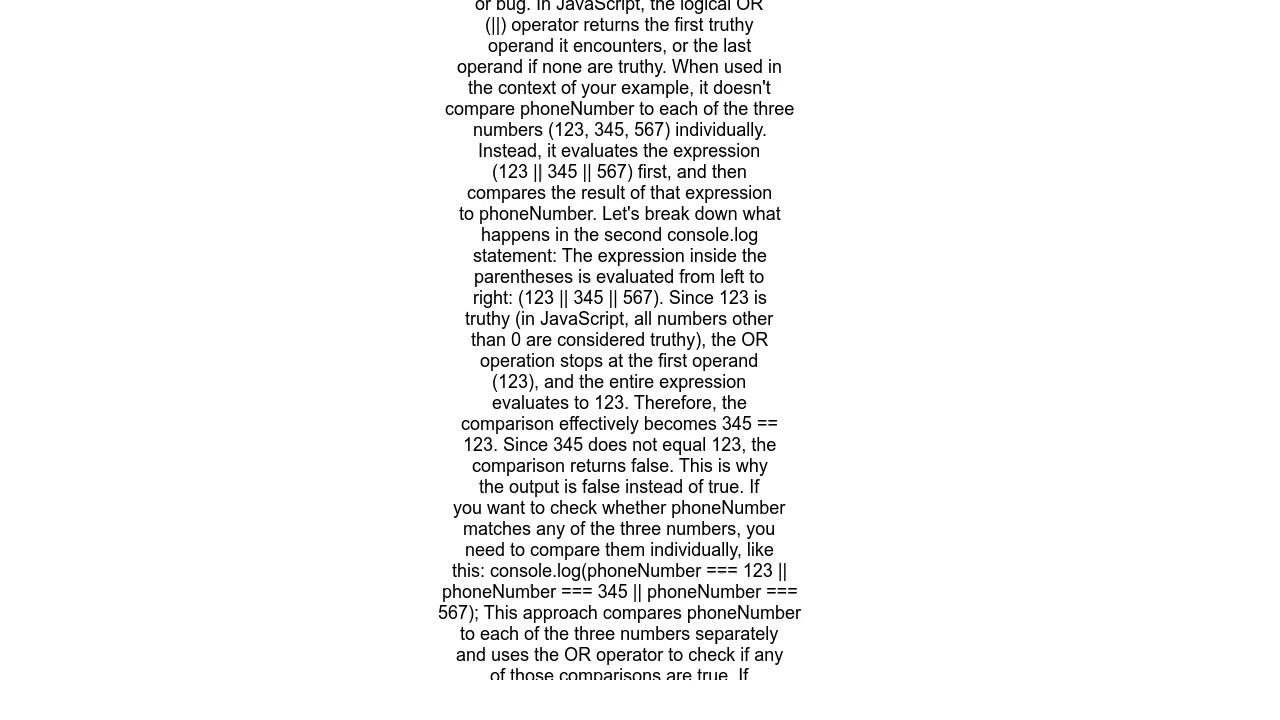 or bug. In JavaScript, the logical OR
(||) operator returns the first truthy
operand it encounters, or the last
operand if none are truthy. When used in
the context of your example, it doesn't
compare phoneNumber to each of the three
numbers (123, 345, 567) individually.
Instead, it evaluates the expression
(123 || 345 || 567) first, and then
compares the result of that expression
to phoneNumber. Let's break down what
happens in the second console.log
statement: The expression inside the
parentheses is evaluated from left to
right: (123 || 345 || 567). Since 123 is
truthy (in JavaScript, all numbers other
than 0 are considered truthy), the OR
operation stops at the first operand
(123), and the entire expression
evaluates to 123. Therefore, the
comparison effectively becomes 345 ==
123. Since 345 does not equal 123, the
comparison returns false. This is why
the output is false instead of true. If
you want to check whether phoneNumber
matches any of the three numbers, you
need to compare them individually, like
this: console.log(phoneNumber === 123 ||
phoneNumber === 345 || phoneNumber ===
567); This approach compares phoneNumber
to each of the three numbers separately
and uses the OR operator to check if any
of those comparisons are true. If